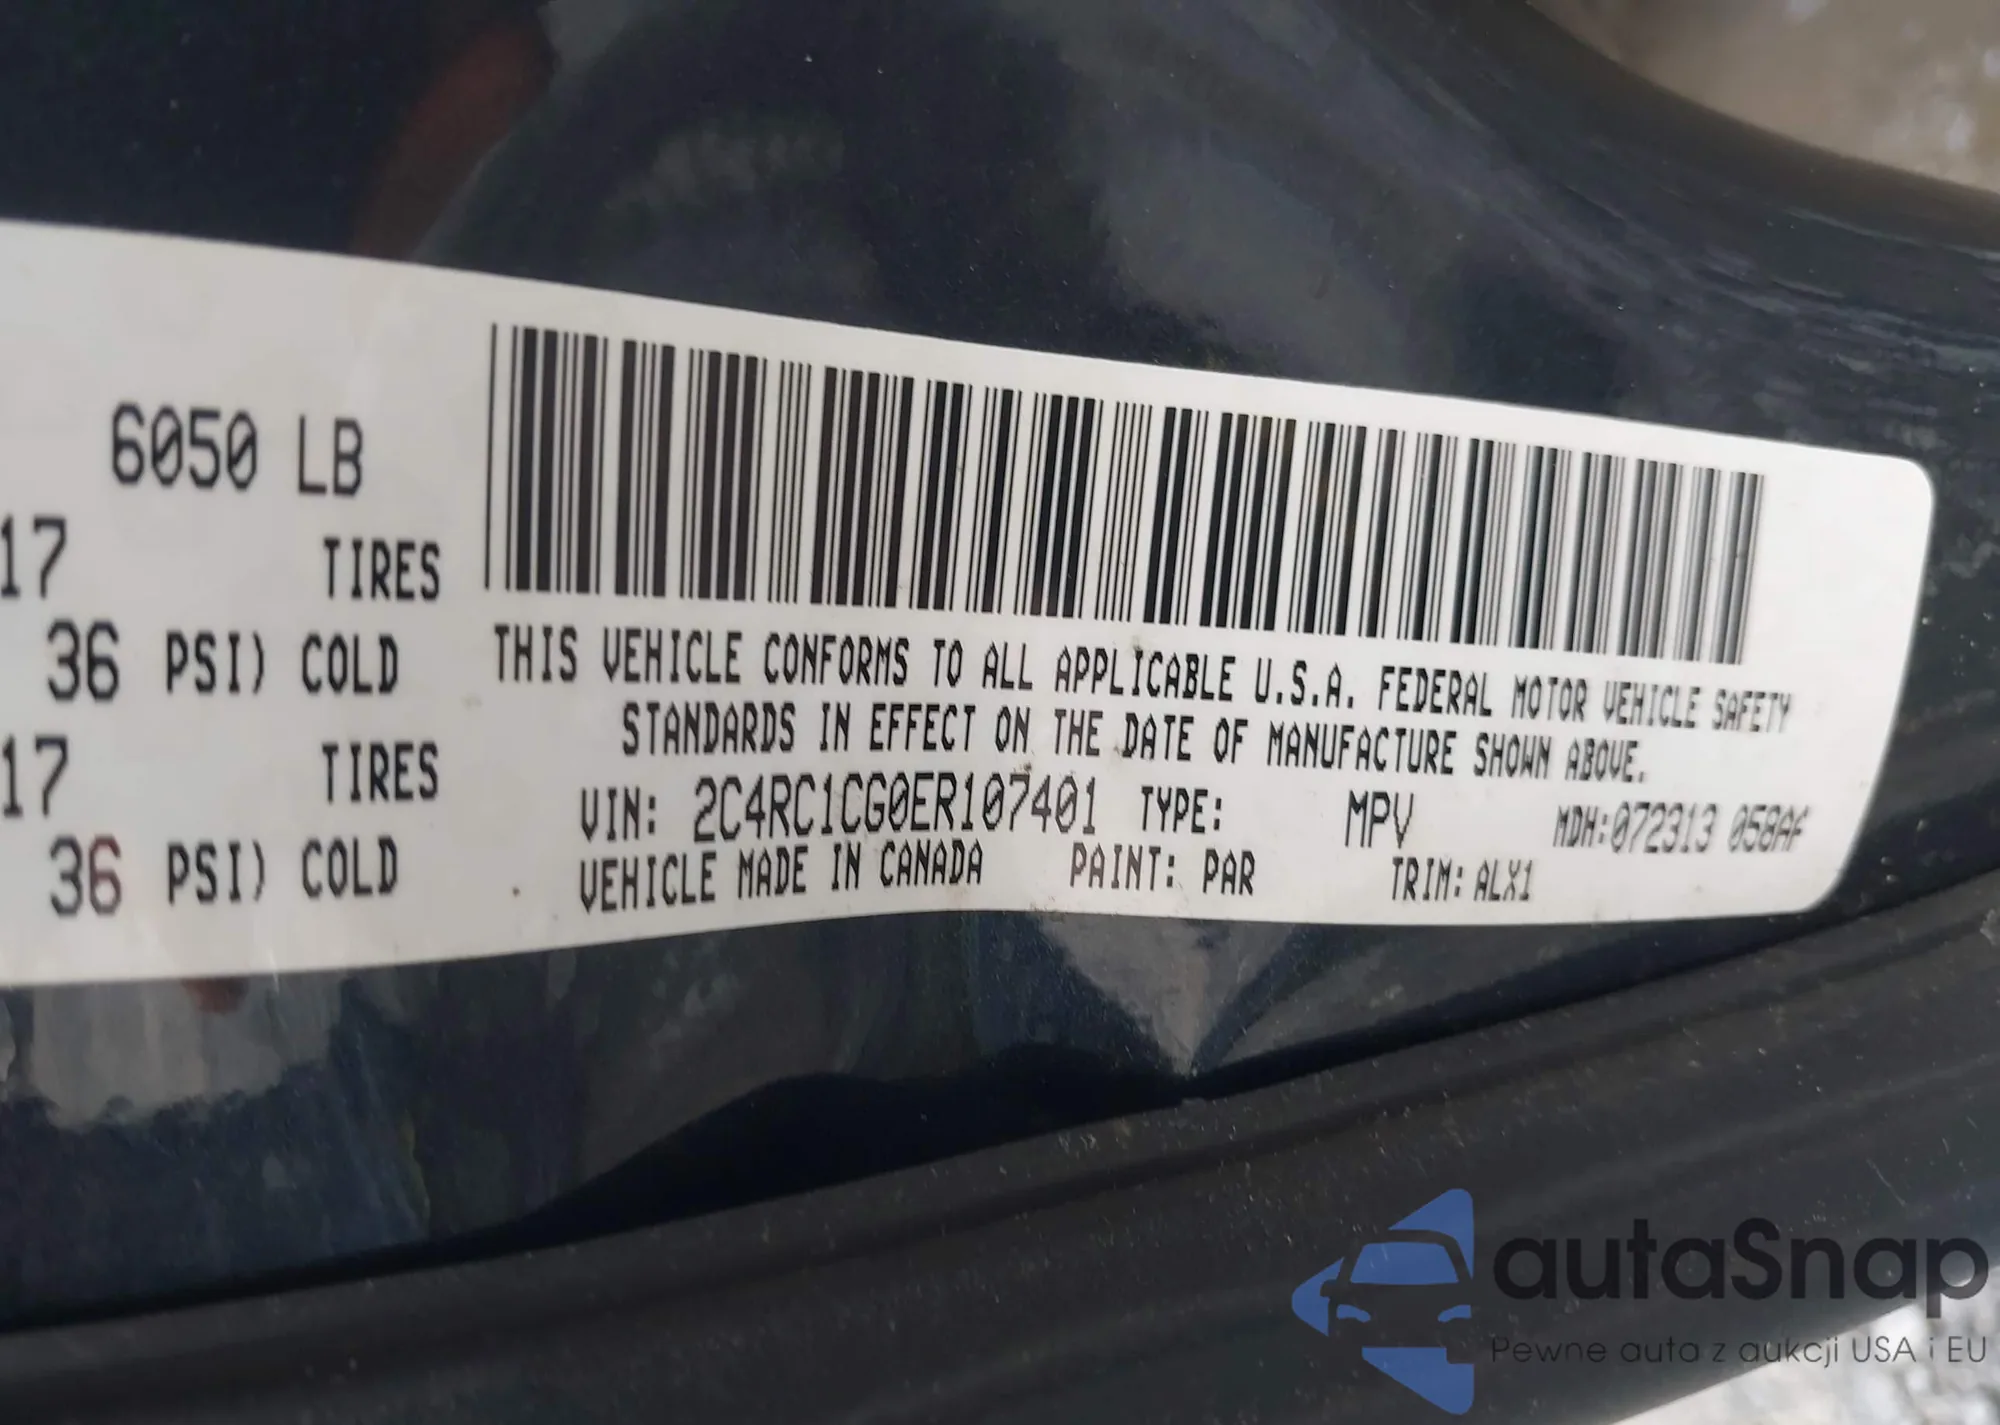 6050 LB
17 TIRES
36 PSI) COLD
17 TIRES
36 PSI) COLD
THIS VEHICLE CONFORMS TO ALL APPLICABLE U.S.A. FEDERAL MOTOR VEHICLE SAFETY
STANDARDS IN EFFECT ON THE DATE OF MANUFACTURE SHOWN ABOVE.
VIN: 2C4RC1CG0ER107401 TYPE: MPV MDH:072313 058AF
VEHICLE MADE IN CANADA PAINT: PAR TRIM: ALX1
autaSnap
Pewne auta z aukcji USA i EU